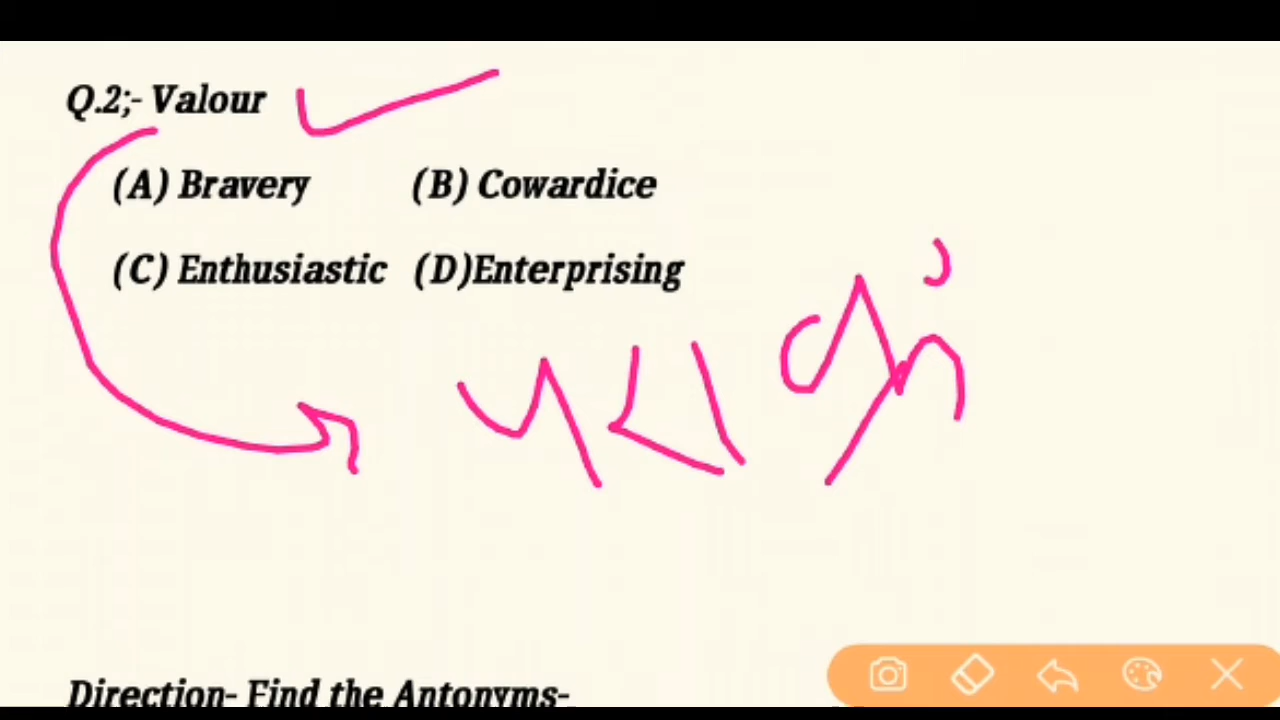 Q.2;- Valour
(A) Bravery (B) Cowardice
(C) Enthusiastic (D)Enterprising
Direction- Find the Antonyms-